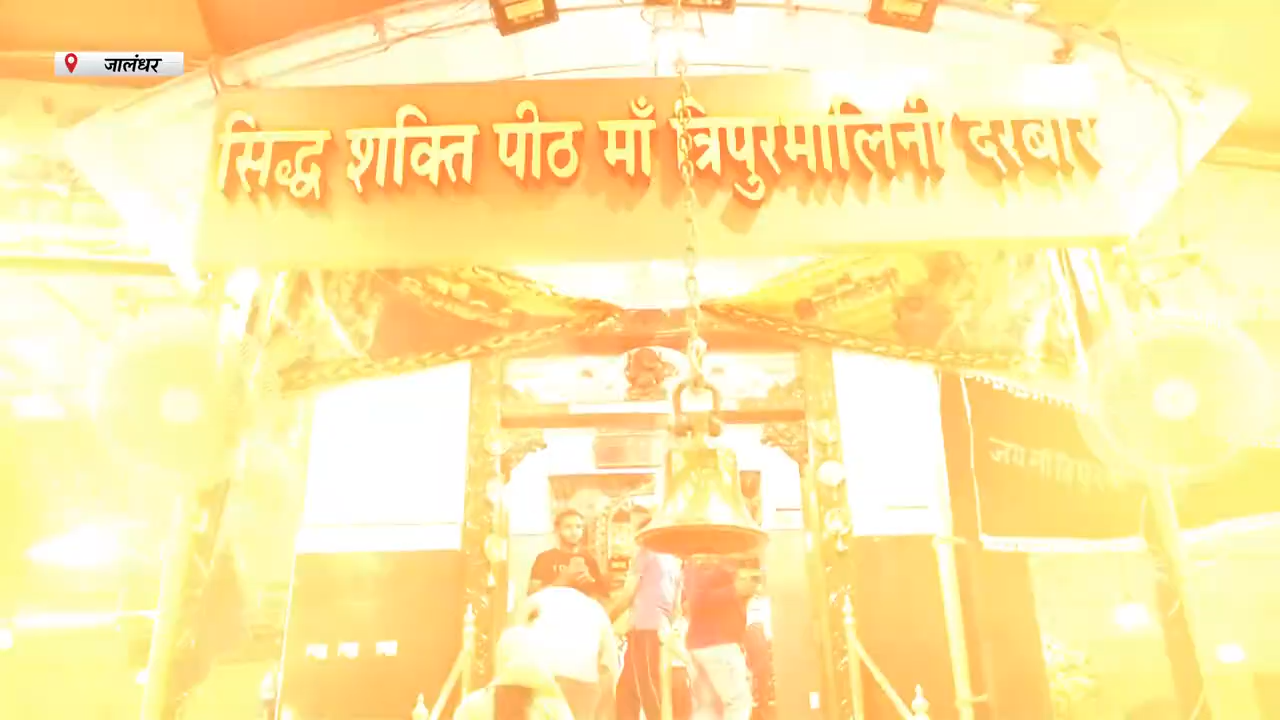 जालंधर
सिद्ध शक्ति पीठ माँ त्रिपुरमालिनी दरबार